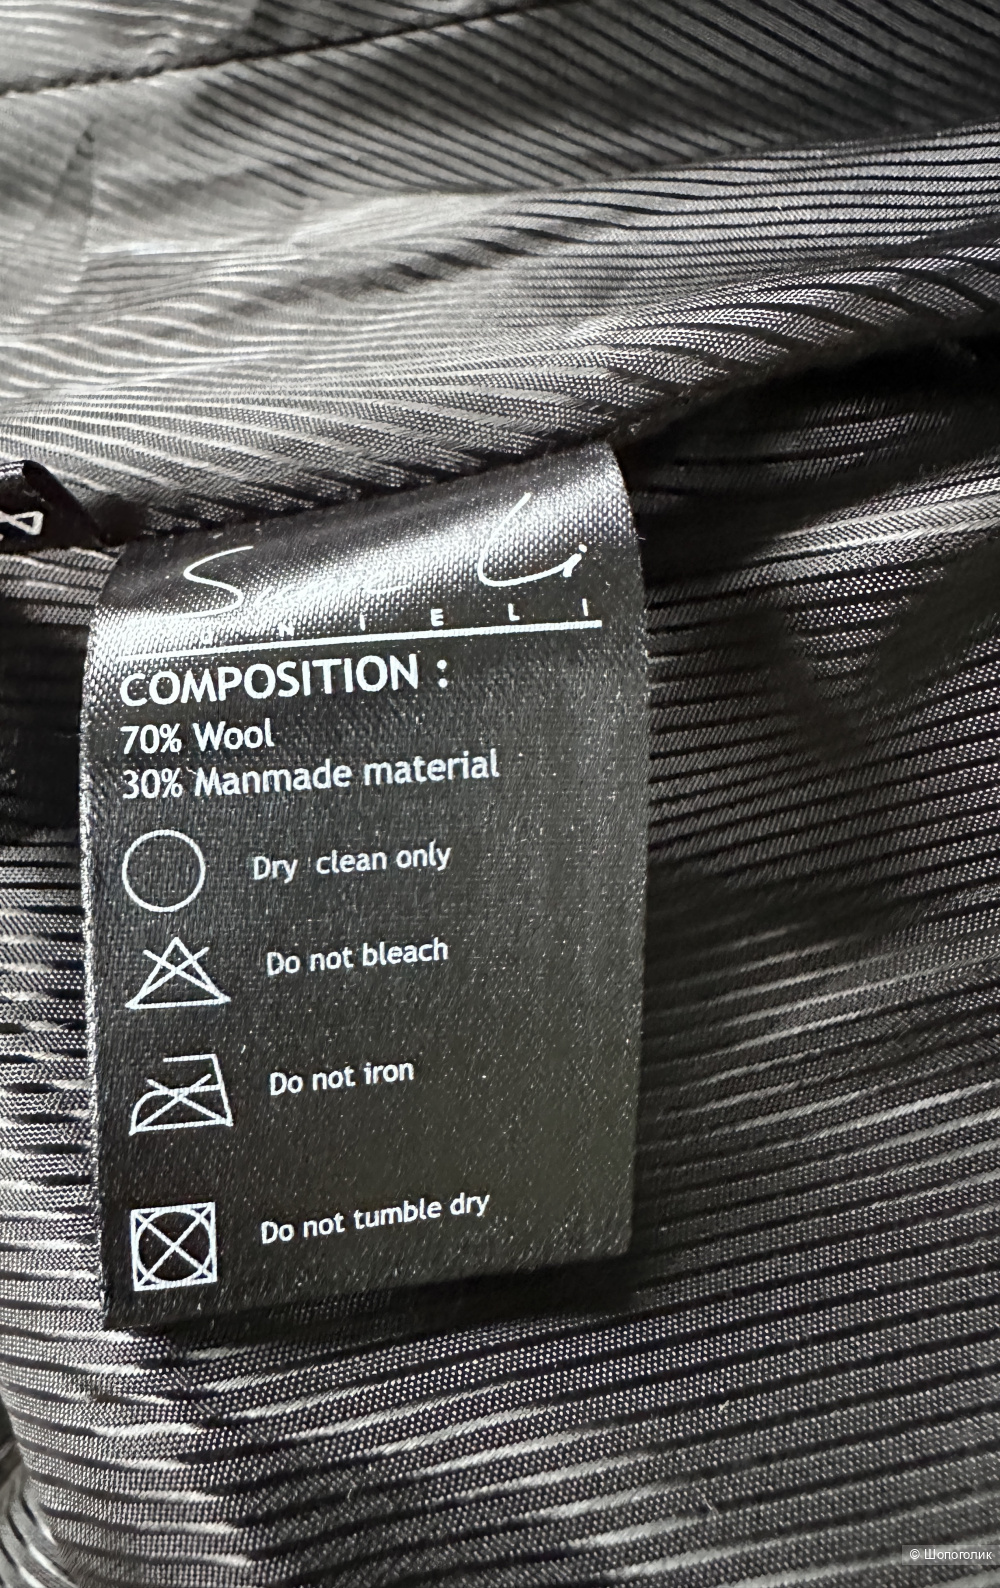 COMPOSITION :
70% Wool
30% Manmade material
Dry clean only
Do not bleach
Do not iron
Do not tumble dry
© Шопоголик